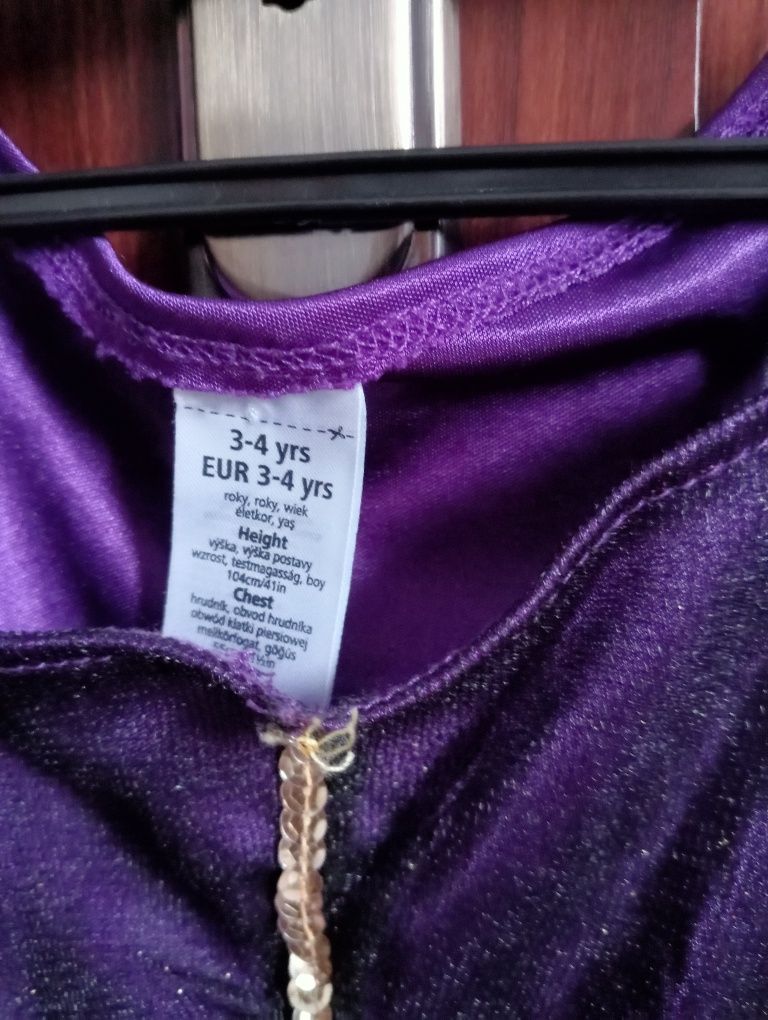 3-4 yrs
EUR 3-4 yrs
roky, roky, wiek
életkor, yaş
Height
výška, výška postavy
wzrost, testmagasság, boy
104cm/41in
Chest
hrudník, obvod hrudníka
obwód klatki piersiowej
mellkörfogat, göğüs